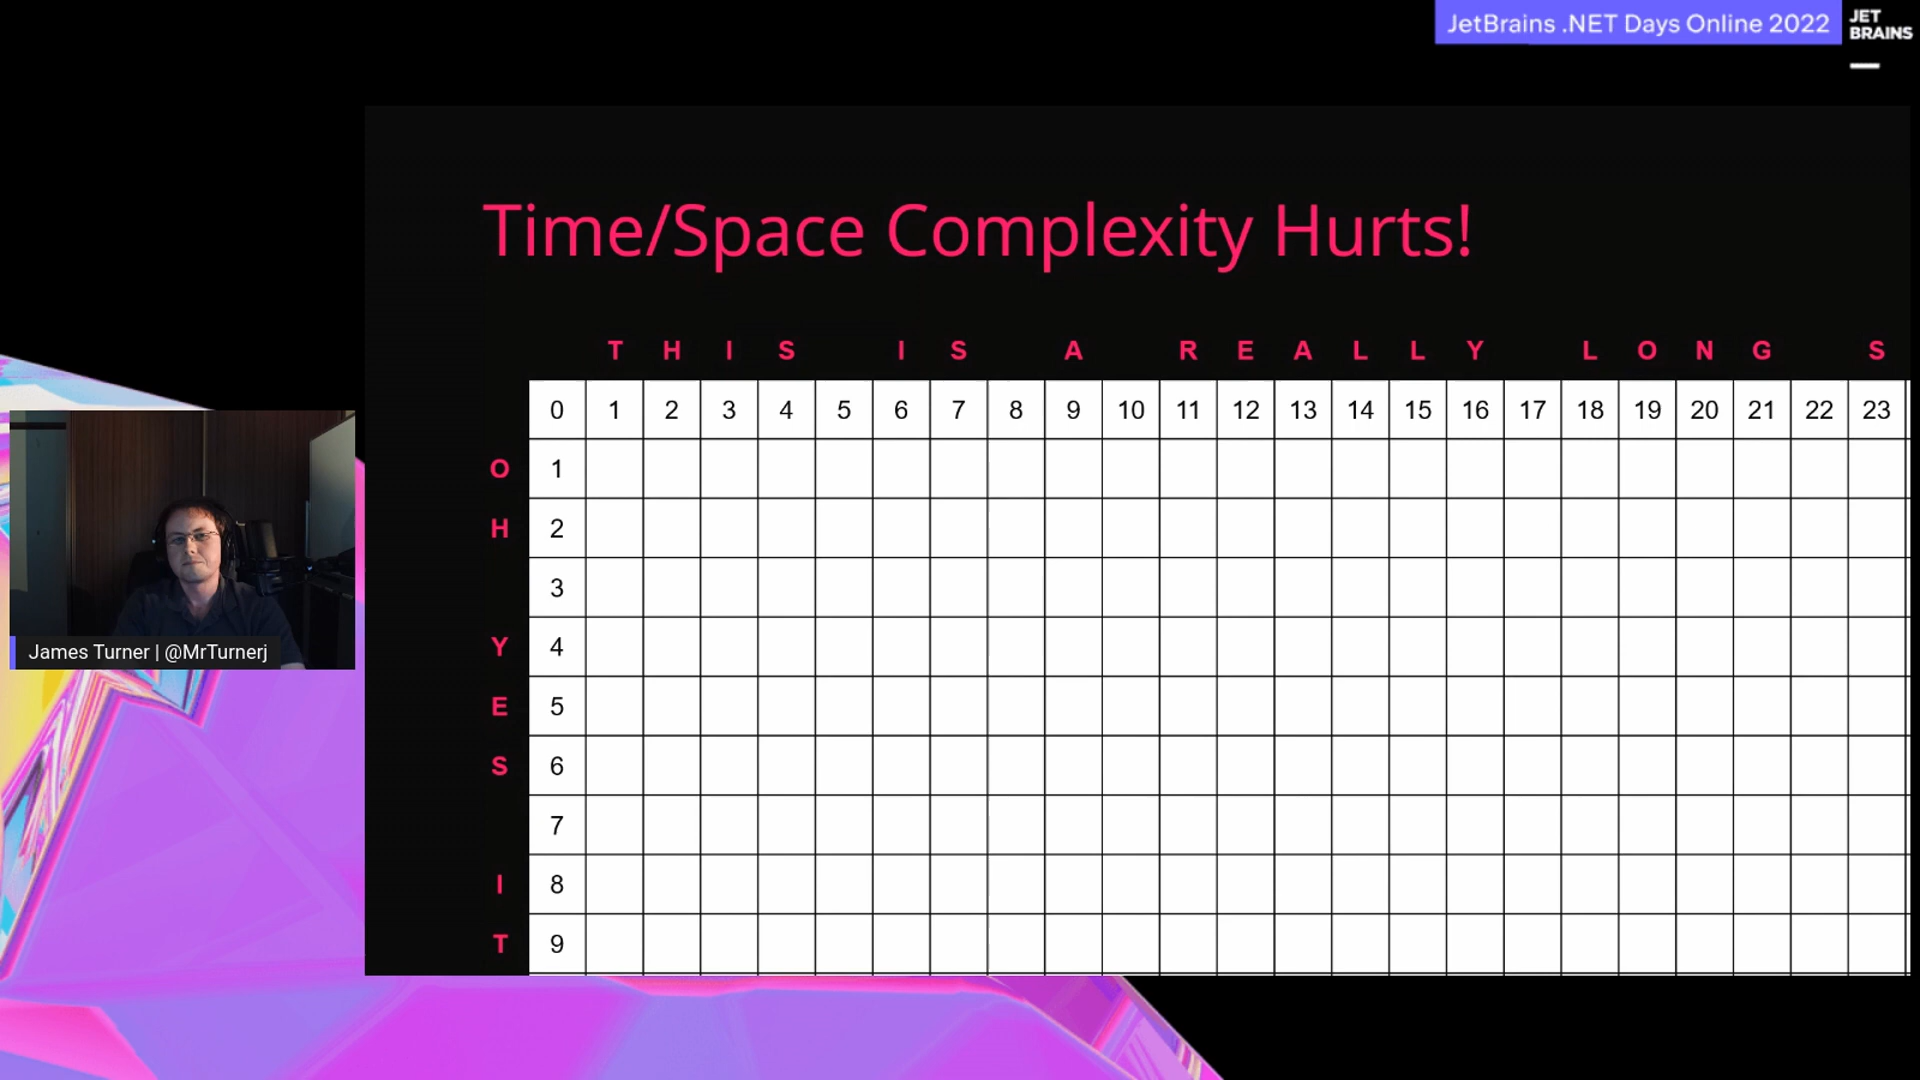 JetBrains .NET Days Online 2022
JET
BRAINS
Time/Space Complexity Hurts!
T H I S I S A R E A L L Y L O N G S
0 1 2 3 4 5 6 7 8 9 10 11 12 13 14 15 16 17 18 19 20 21 22 23
O 1
H 2
3
Y 4
E 5
S 6
7
I 8
T 9
James Turner | @MrTurnerj